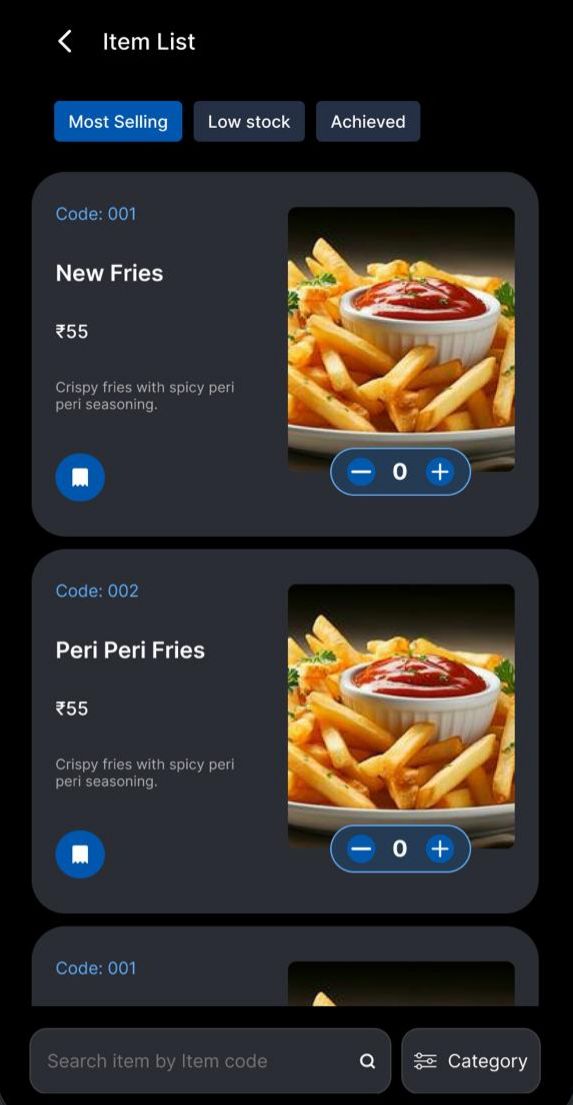 Item List
Most Selling
Low stock
Achieved
Code: 001
New Fries
₹55
Crispy fries with spicy peri
peri seasoning.
0
Code: 002
Peri Peri Fries
₹55
Crispy fries with spicy peri
peri seasoning.
0
Code: 001
Search item by Item code
Category